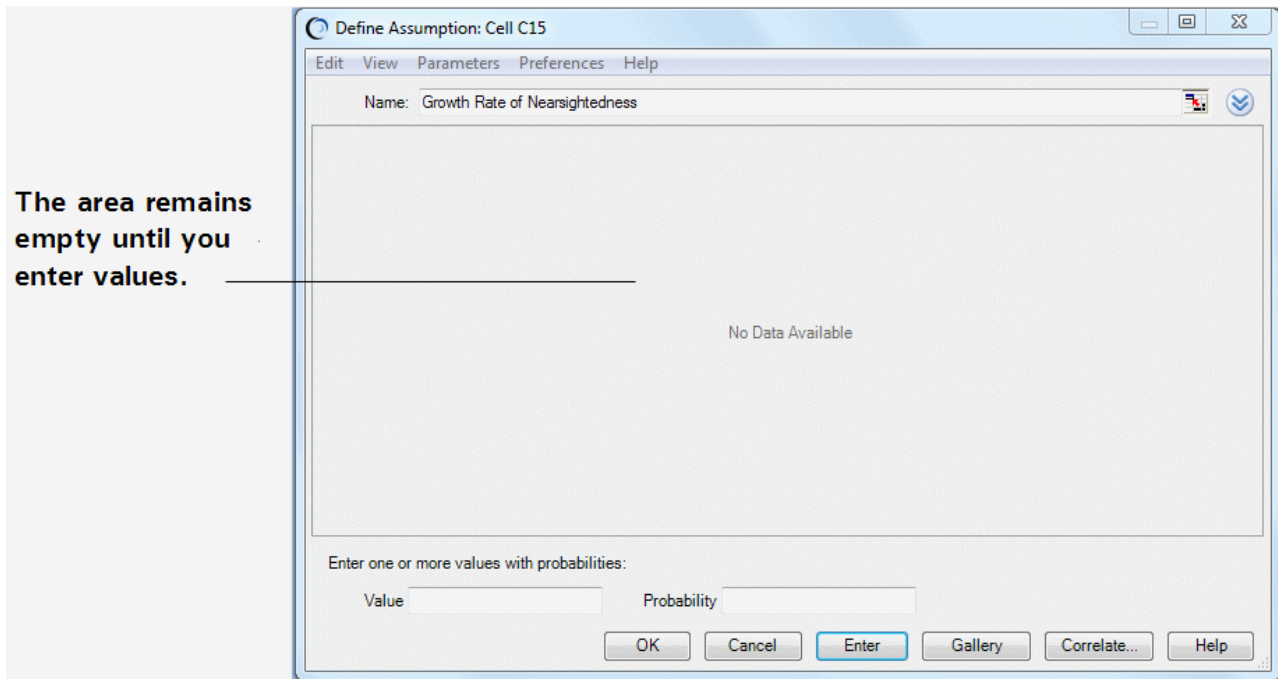 Define Assumption: Cell C15
Edit View Parameters Preferences Help
Name: Growth Rate of Nearsightedness
The area remains
empty until you
enter values.
No Data Available
Enter one or more values with probabilities:
Value Probability
OK Cancel Enter Gallery Correlate... Help